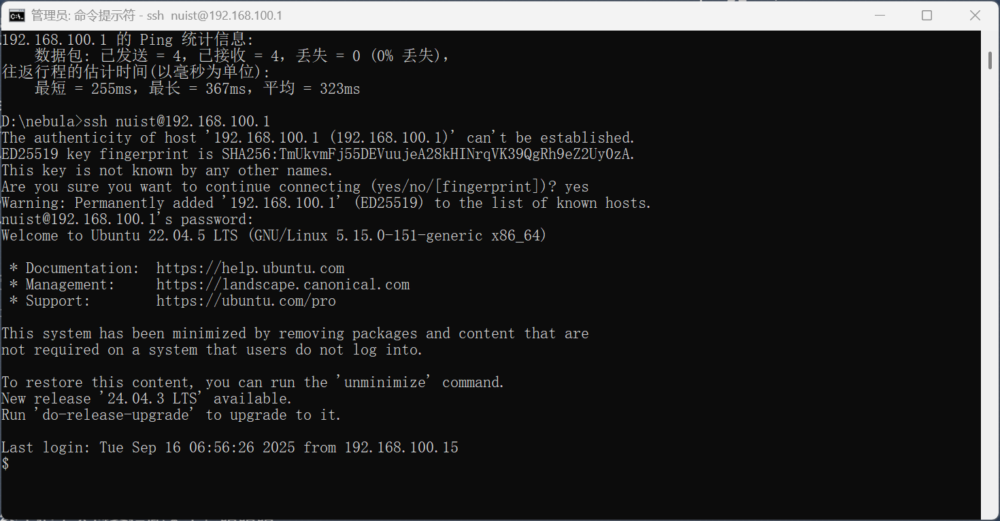 管理员: 命令提示符 - ssh nuist@192.168.100.1
192.168.100.1 的 Ping 统计信息:
数据包: 已发送 = 4，已接收 = 4，丢失 = 0 (0% 丢失)，
往返行程的估计时间(以毫秒为单位):
最短 = 255ms，最长 = 367ms，平均 = 323ms
D:\nebula>ssh nuist@192.168.100.1
The authenticity of host '192.168.100.1 (192.168.100.1)' can't be established.
ED25519 key fingerprint is SHA256:TmUkvmFj55DEVuujeA28kHINrqVK39QgRh9eZ2Uy0zA.
This key is not known by any other names.
Are you sure you want to continue connecting (yes/no/[fingerprint])? yes
Warning: Permanently added '192.168.100.1' (ED25519) to the list of known hosts.
nuist@192.168.100.1's password:
Welcome to Ubuntu 22.04.5 LTS (GNU/Linux 5.15.0-151-generic x86_64)
* Documentation:  https://help.ubuntu.com
* Management:     https://landscape.canonical.com
* Support:        https://ubuntu.com/pro
This system has been minimized by removing packages and content that are
not required on a system that users do not log into.
To restore this content, you can run the 'unminimize' command.
New release '24.04.3 LTS' available.
Run 'do-release-upgrade' to upgrade to it.
Last login: Tue Sep 16 06:56:26 2025 from 192.168.100.15
$